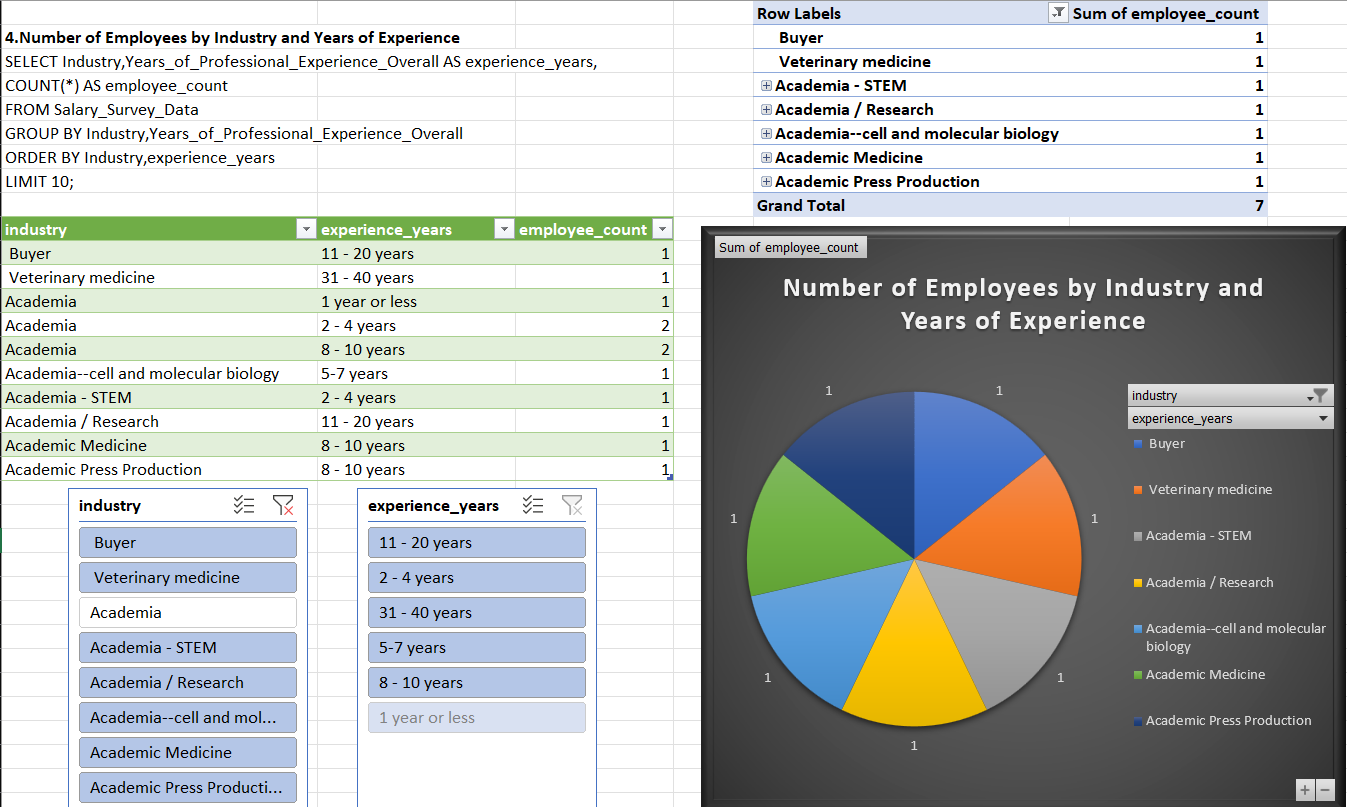 4.Number of Employees by Industry and Years of Experience
SELECT Industry,Years_of_Professional_Experience_Overall AS experience_years,
COUNT(*) AS employee_count
FROM Salary_Survey_Data
GROUP BY Industry,Years_of_Professional_Experience_Overall
ORDER BY Industry,experience_years
LIMIT 10;
Row Labels Sum of employee_count
Buyer 1
Veterinary medicine 1
Academia - STEM 1
Academia / Research 1
Academia--cell and molecular biology 1
Academic Medicine 1
Academic Press Production 1
Grand Total 7
industry experience_years employee_count
Buyer 11 - 20 years 1
Veterinary medicine 31 - 40 years 1
Academia 1 year or less 1
Academia 2 - 4 years 2
Academia 8 - 10 years 2
Academia--cell and molecular biology 5-7 years 1
Academia - STEM 2 - 4 years 1
Academia / Research 11 - 20 years 1
Academic Medicine 8 - 10 years 1
Academic Press Production 8 - 10 years 1
industry
Buyer
Veterinary medicine
Academia
Academia - STEM
Academia / Research
Academia--cell and mol...
Academic Medicine
Academic Press Producti...
experience_years
11 - 20 years
2 - 4 years
31 - 40 years
5-7 years
8 - 10 years
1 year or less
Sum of employee_count
Number of Employees by Industry and
Years of Experience
1
1
1
1
1
1
1
industry
experience_years
Buyer
Veterinary medicine
Academia - STEM
Academia / Research
Academia--cell and molecular
biology
Academic Medicine
Academic Press Production